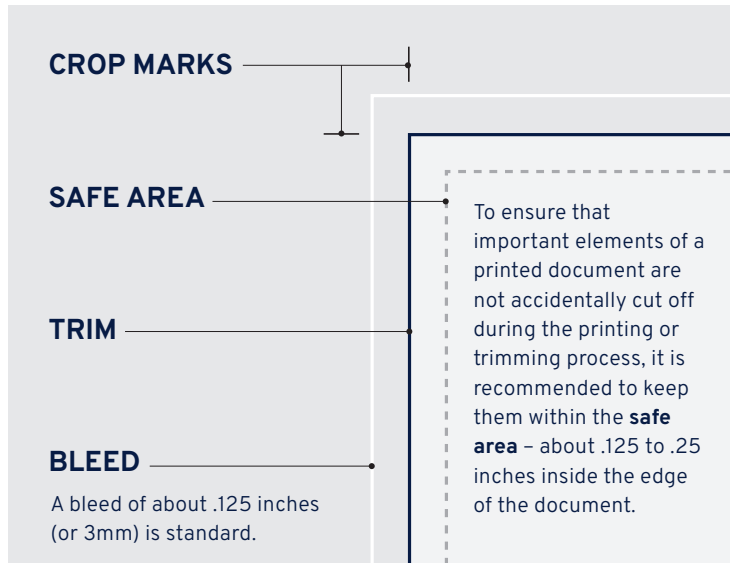 CROP MARKS
SAFE AREA
To ensure that
important elements of a
printed document are
not accidentally cut off
during the printing or
trimming process, it is
recommended to keep
them within the safe
area – about .125 to .25
inches inside the edge
of the document.
TRIM
BLEED
A bleed of about .125 inches
(or 3mm) is standard.